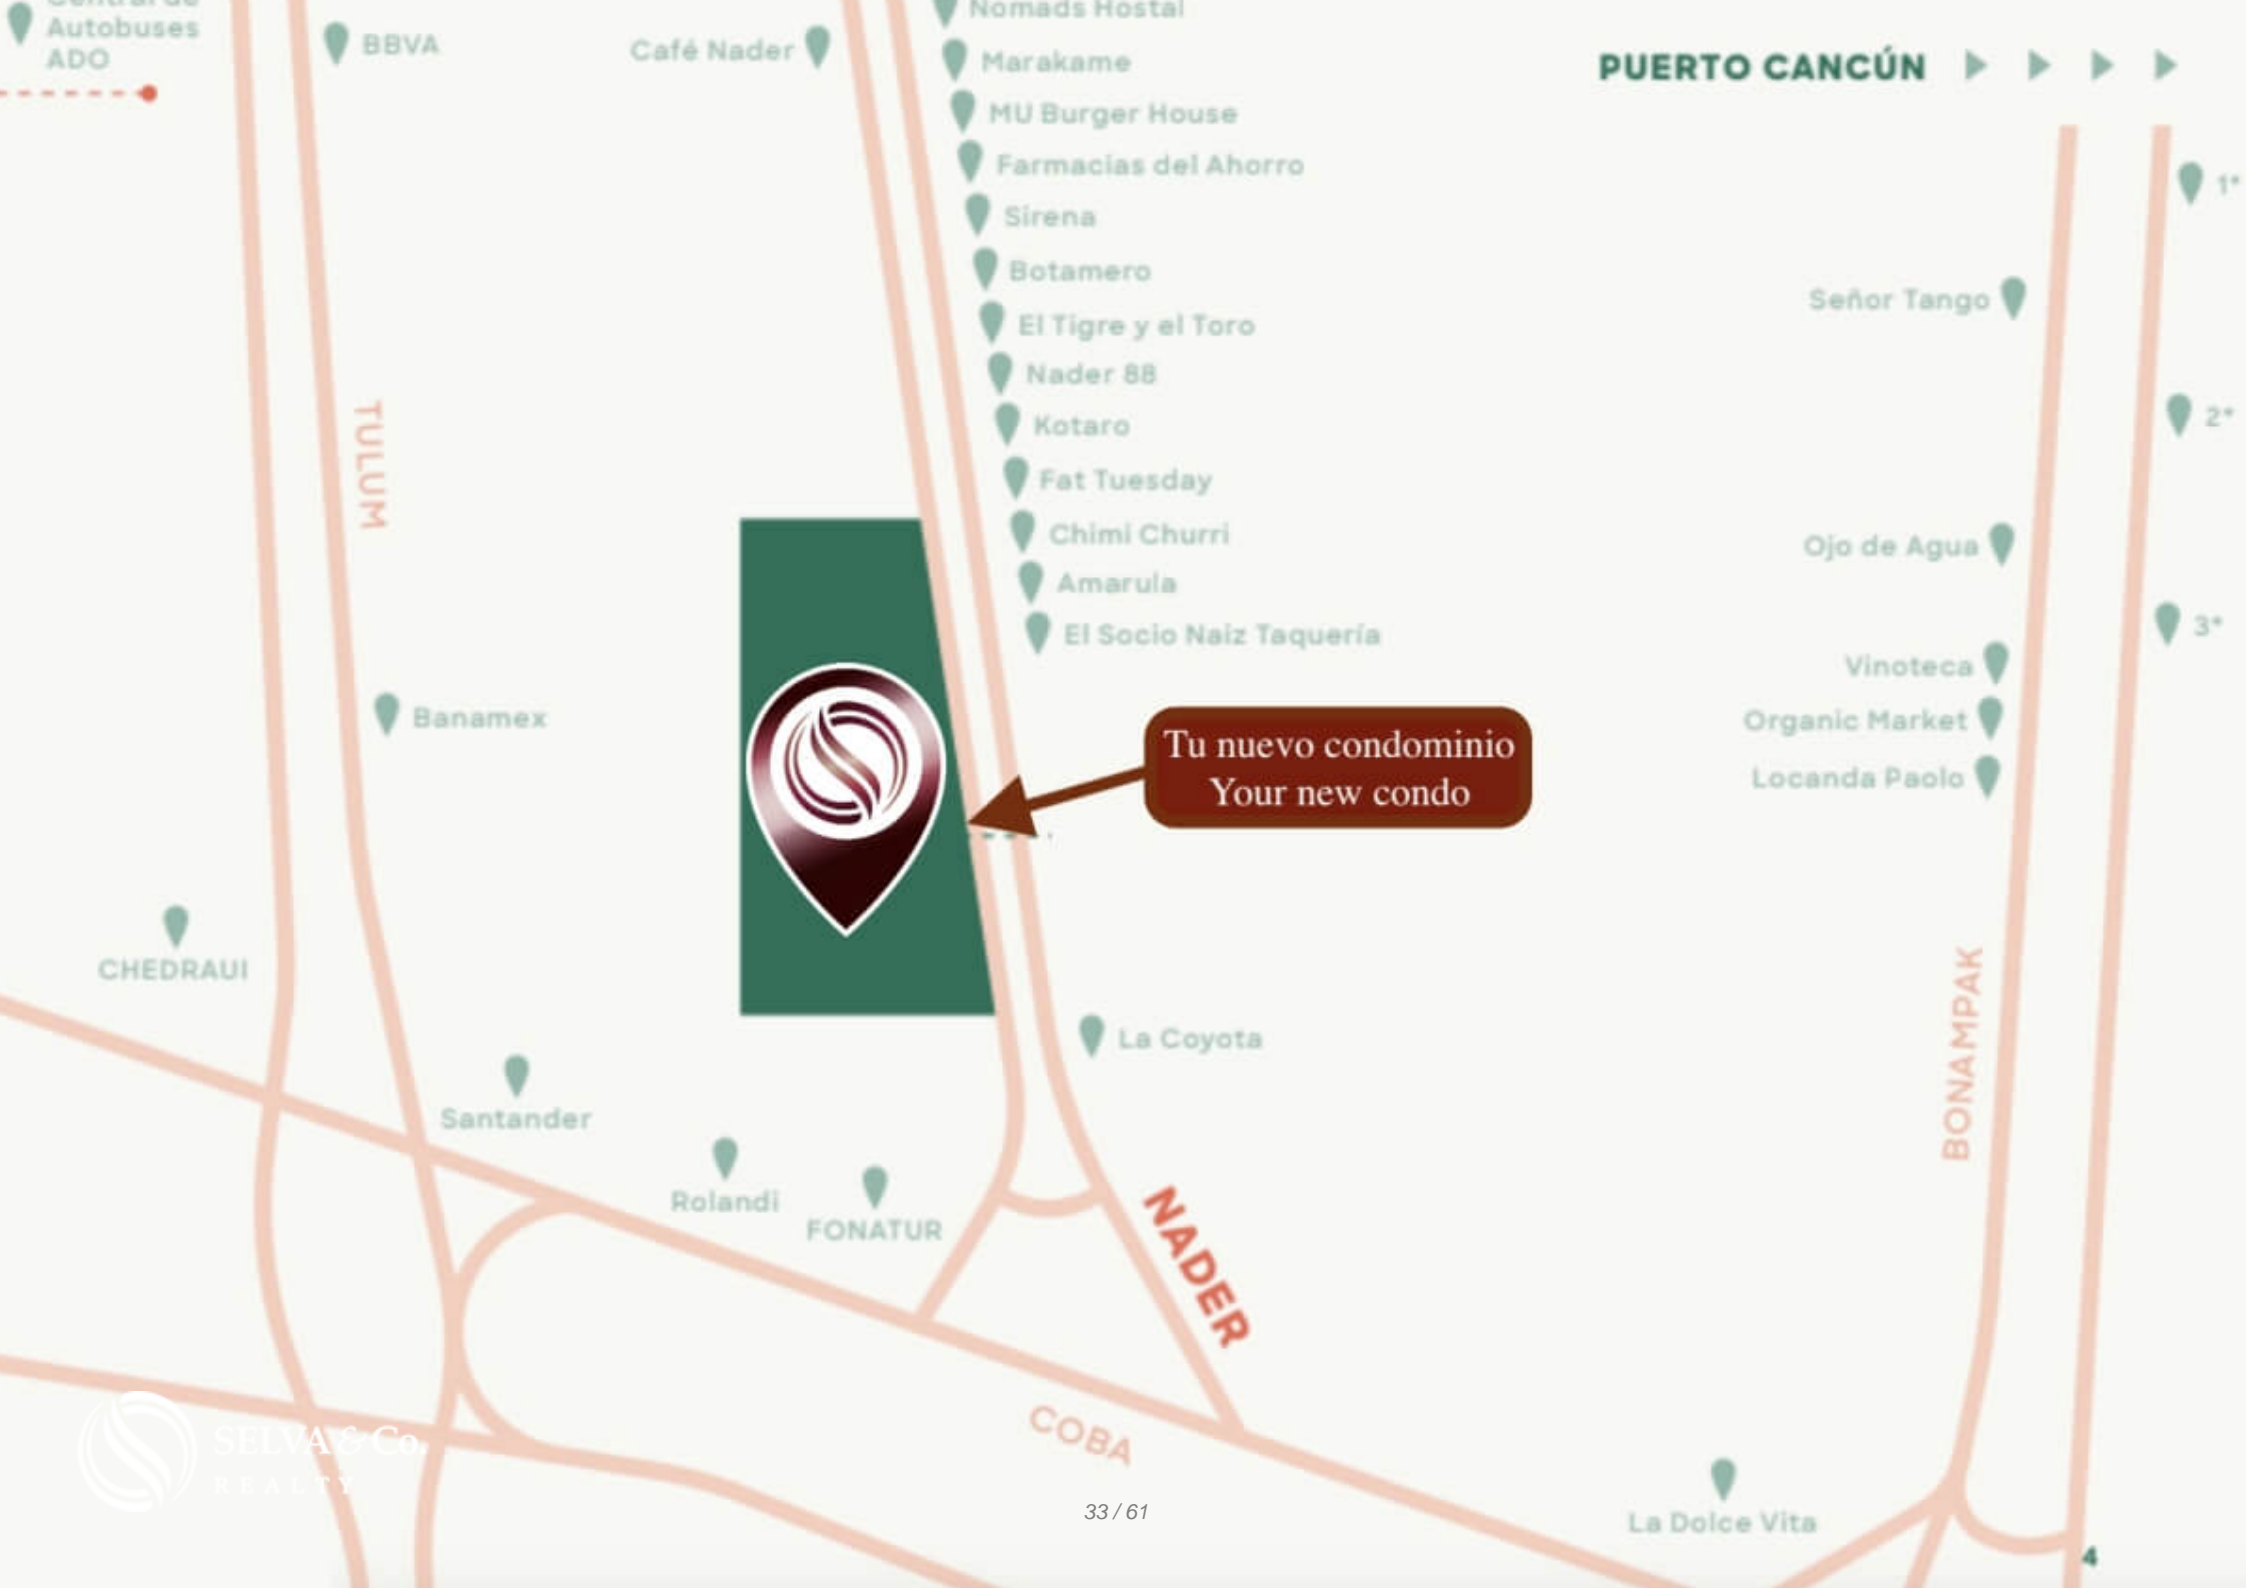 Central de
Autobuses
ADO
BBVA
Café Nader
Nomads Hostal
Marakame
MU Burger House
Farmacias del Ahorro
Sirena
Botamero
El Tigre y el Toro
Nader 88
Kotaro
Fat Tuesday
Chimi Churri
Amarula
El Socio Naiz Taquería
PUERTO CANCÚN
1*
Señor Tango
2*
Ojo de Agua
3*
Vinoteca
Organic Market
Locanda Paolo
TULUM
Banamex
Tu nuevo condominio
Your new condo
CHEDRAUI
La Coyota
BONAMPAK
Santander
Rolandi
FONATUR
NADER
COBA
SELVA & Co.
REALTY
33 / 61
La Dolce Vita
4